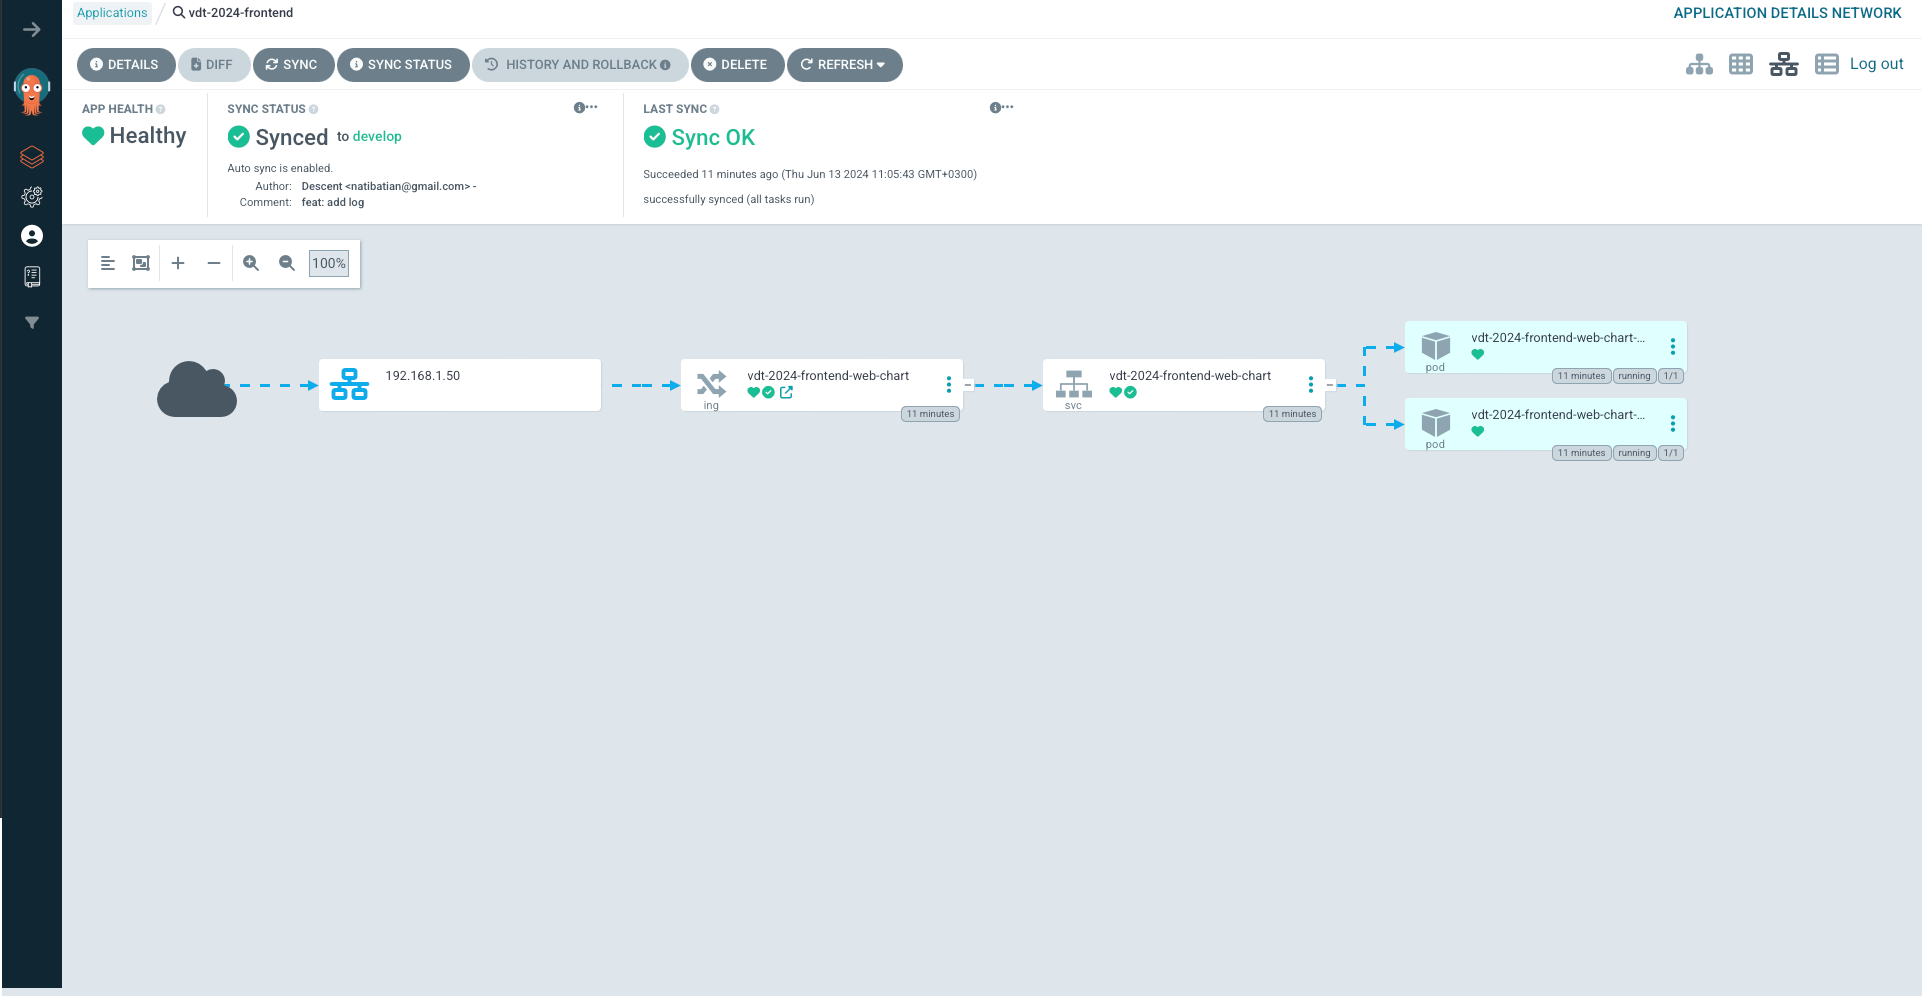 Applications / vdt-2024-frontend
APPLICATION DETAILS NETWORK
DETAILS DIFF SYNC SYNC STATUS HISTORY AND ROLLBACK DELETE REFRESH
Log out
APP HEALTH
Healthy
SYNC STATUS
Synced to develop
Auto sync is enabled.
Author: Descent <natibatian@gmail.com> -
Comment: feat: add log
LAST SYNC
Sync OK
Succeeded 11 minutes ago (Thu Jun 13 2024 11:05:43 GMT+0300)
successfully synced (all tasks run)
100%
192.168.1.50
vdt-2024-frontend-web-chart
ing
11 minutes
vdt-2024-frontend-web-chart
svc
11 minutes
vdt-2024-frontend-web-chart-...
pod
11 minutes running 1/1
vdt-2024-frontend-web-chart-...
pod
11 minutes running 1/1